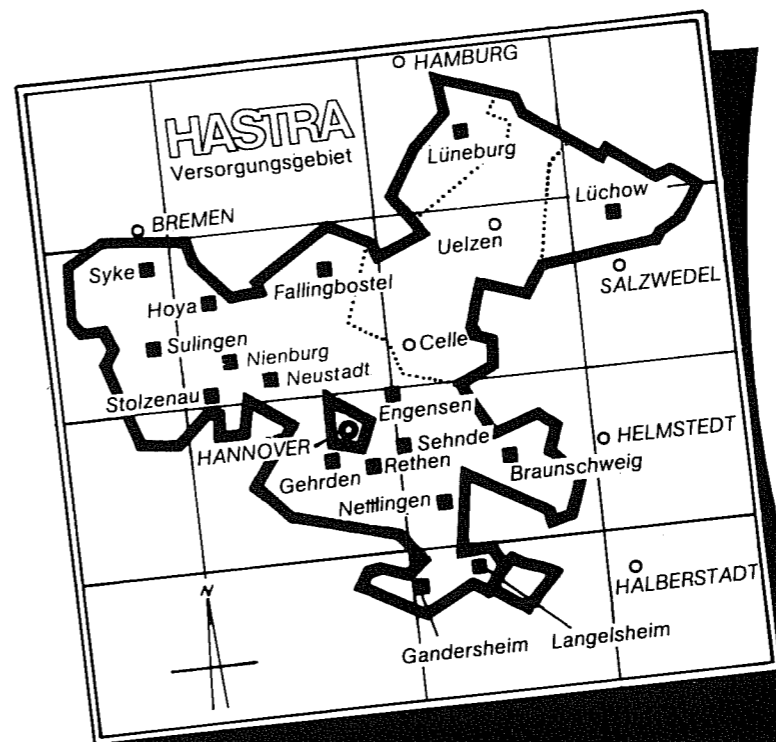 HAMBURG
HASTRA
Versorgungsgebiet
Lüneburg
Lüchow
BREMEN
Uelzen
Syke
Fallingbostel
SALZWEDEL
Hoya
Sulingen
Celle
Nienburg
Neustadt
Stolzenau
Engensen
HANNOVER
Sehnde
HELMSTEDT
Gehrden
Rethen
Braunschweig
Nettlingen
HALBERSTADT
N
Gandersheim
Langelsheim